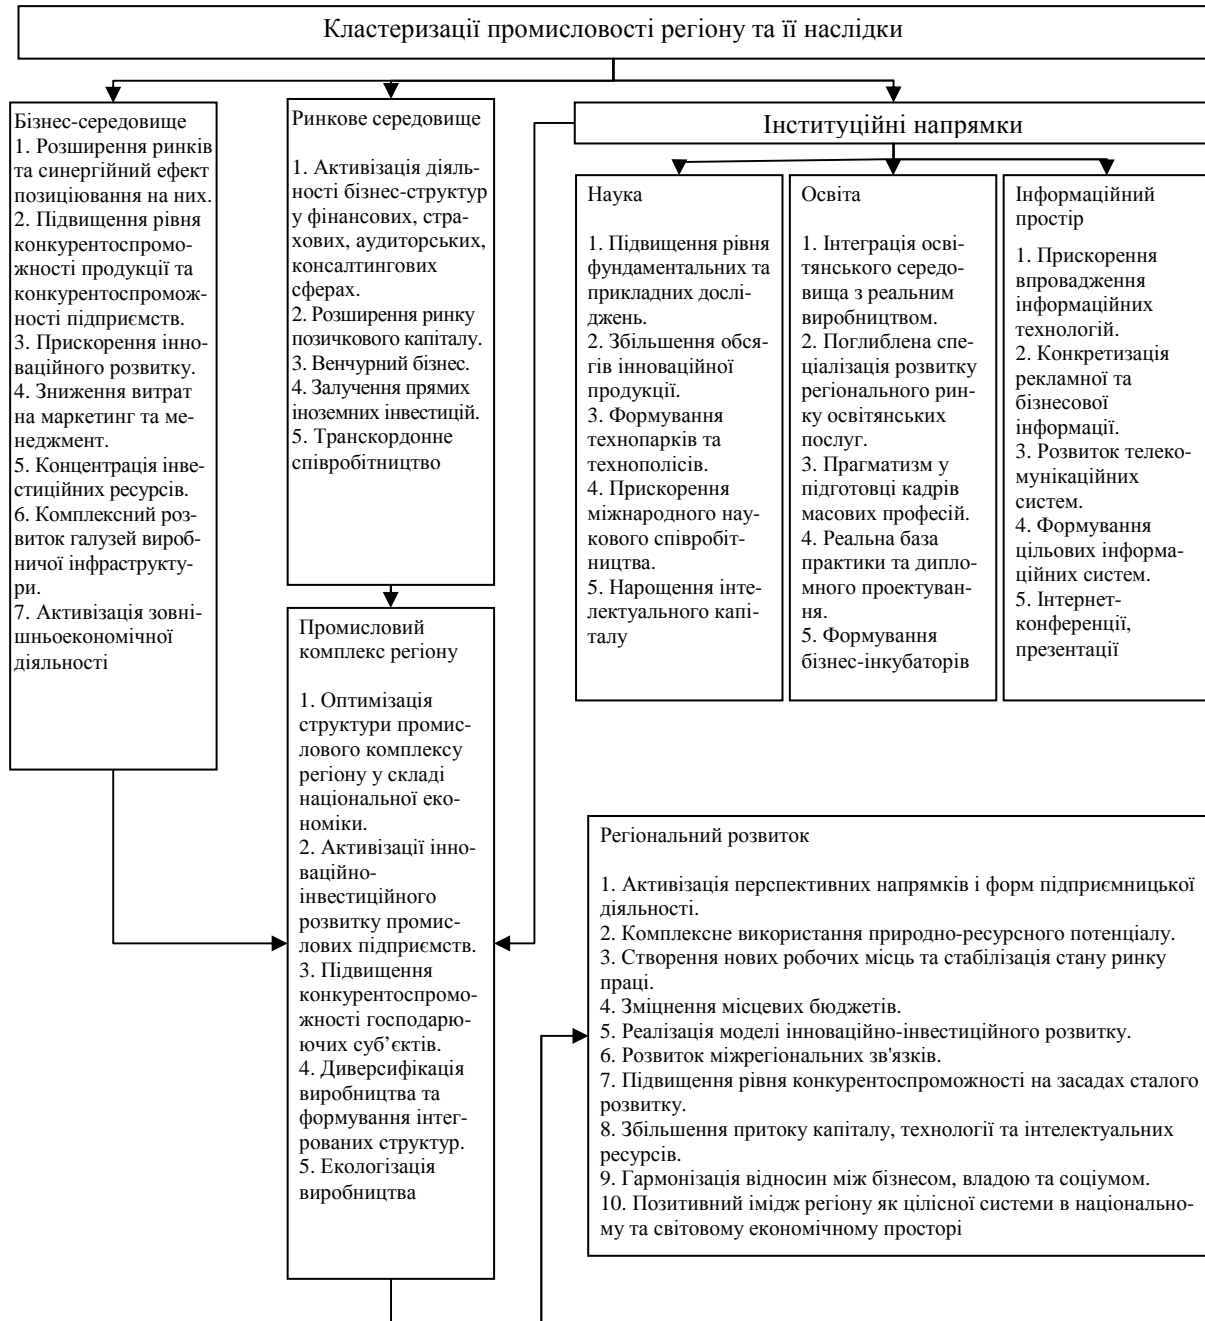 Кластеризації промисловості регіону та її наслідки
Бізнес-середовище
1. Розширення ринків
та синергійний ефект
позиціювання на них.
2. Підвищення рівня
конкурентоспромо-
жності продукції та
конкурентоспромож-
ності підприємств.
3. Прискорення інно-
ваційного розвитку.
4. Зниження витрат
на маркетинг та ме-
неджмент.
5. Концентрація інве-
стиційних ресурсів.
6. Комплексний роз-
виток галузей вироб-
ничої інфраструкту-
ри.
7. Активізація зовні-
шньоекономічної
діяльності
Ринкове середовище
1. Активізація діяль-
ності бізнес-структур
у фінансових, стра-
хових, аудиторських,
консалтингових
сферах.
2. Розширення ринку
позичкового капіталу.
3. Венчурний бізнес.
4. Залучення прямих
іноземних інвестицій.
5. Транскордонне
співробітництво
Інституційні напрямки
Наука
1. Підвищення рівня
фундаментальних та
прикладних дослі-
джень.
2. Збільшення обся-
гів інноваційної
продукції.
3. Формування
технопарків та
технополісів.
4. Прискорення
міжнародного нау-
кового співробіт-
ництва.
5. Нарощення інте-
лектуального капі-
талу
Освіта
1. Інтеграція осві-
тянського середо-
вища з реальним
виробництвом.
2. Поглиблена спе-
ціалізація розвитку
регіонального рин-
ку освітянських
послуг.
3. Прагматизм у
підготовці кадрів
масових професій.
4. Реальна база
практики та дипло-
много проектуван-
ня.
5. Формування
бізнес-інкубаторів
Інформаційний
простір
1. Прискорення
впровадження
інформаційних
технологій.
2. Конкретизація
рекламної та
бізнесової
інформації.
3. Розвиток телеко-
мунікаційних
систем.
4. Формування
цільових інформа-
ційних систем.
5. Інтернет-
конференції,
презентації
Промисловий
комплекс регіону
1. Оптимізація
структури промис-
лового комплексу
регіону у складі
національної еко-
номіки.
2. Активізації інно-
ваційно-
інвестиційного
розвитку промис-
лових підприємств.
3. Підвищення
конкурентоспромо-
жності господарю-
ючих суб’єктів.
4. Диверсифікація
виробництва та
формування інтег-
рованих структур.
5. Екологізація
виробництва
Регіональний розвиток
1. Активізація перспективних напрямків і форм підприємницької
діяльності.
2. Комплексне використання природно-ресурсного потенціалу.
3. Створення нових робочих місць та стабілізація стану ринку
праці.
4. Зміцнення місцевих бюджетів.
5. Реалізація моделі інноваційно-інвестиційного розвитку.
6. Розвиток міжрегіональних зв'язків.
7. Підвищення рівня конкурентоспроможності на засадах сталого
розвитку.
8. Збільшення притоку капіталу, технології та інтелектуальних
ресурсів.
9. Гармонізація відносин між бізнесом, владою та соціумом.
10. Позитивний імідж регіону як цілісної системи в національно-
му та світовому економічному просторі